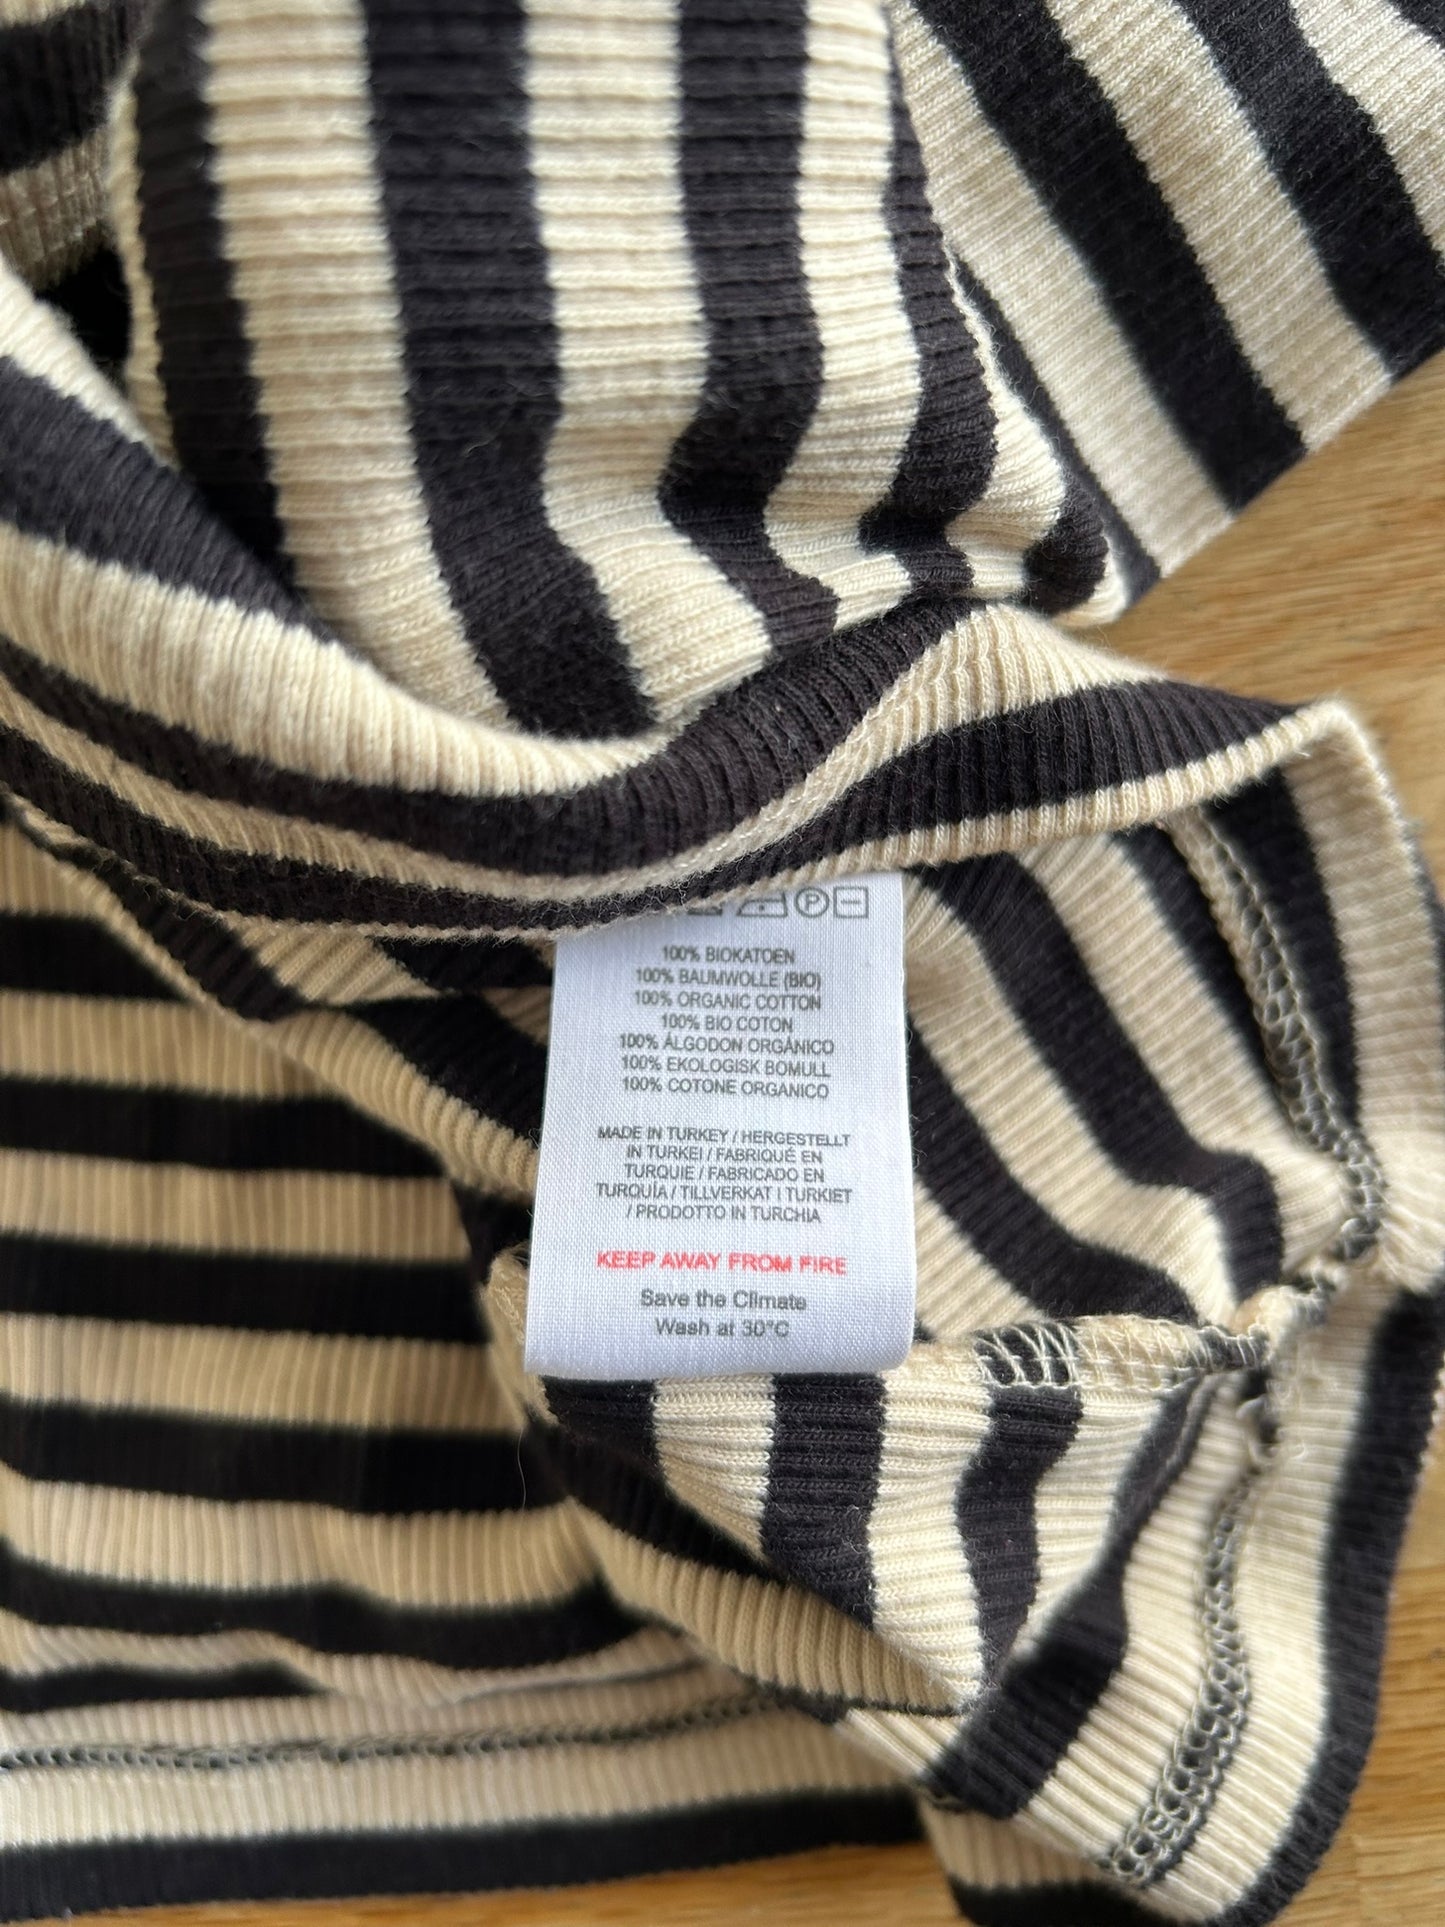 P
100% BIOKATOEN
100% BAUMWOLLE (BIO)
100% ORGANIC COTTON
100% BIO COTON
100% ALGODON ORGÁNICO
100% EKOLOGISK BOMULL
100% COTONE ORGANICO
MADE IN TURKEY / HERGESTELLT
IN TURKEI / FABRIQUÉ EN
TURQUIE / FABRICADO EN
TURQUÍA / TILLVERKAT I TURKIET
/ PRODOTTO IN TURCHIA
KEEP AWAY FROM FIRE
Save the Climate
Wash at 30°C